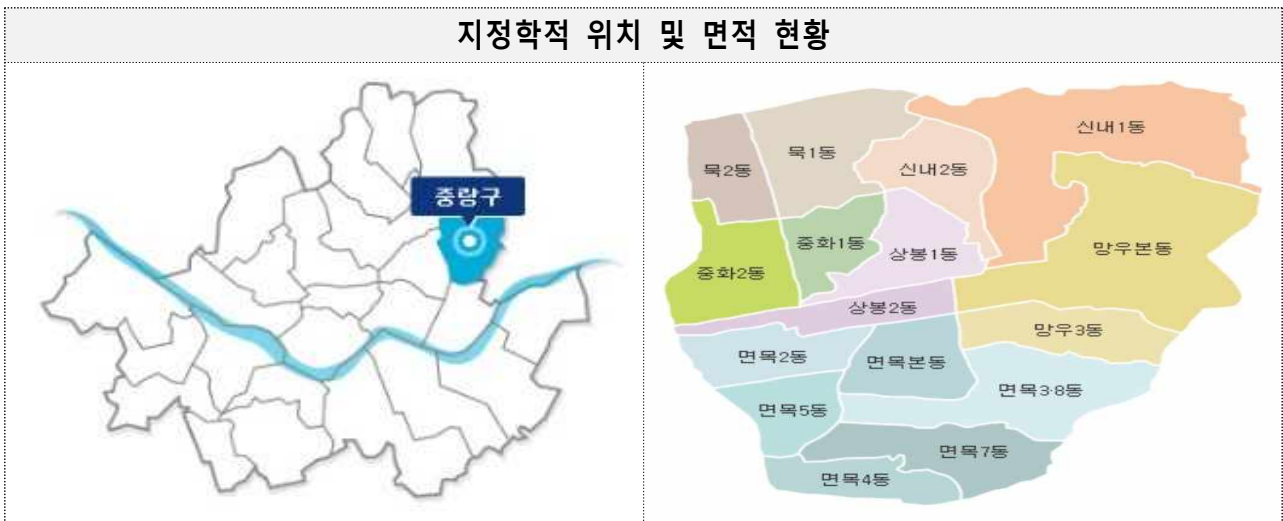 지정학적 위치 및 면적 현황
중랑구
신내1동
묵1동
묵2동
신내2동
중화1동
망우본동
상봉1동
중화2동
상봉2동
망우3동
면목2동
면목본동
면목3·8동
면목5동
면목7동
면목4동